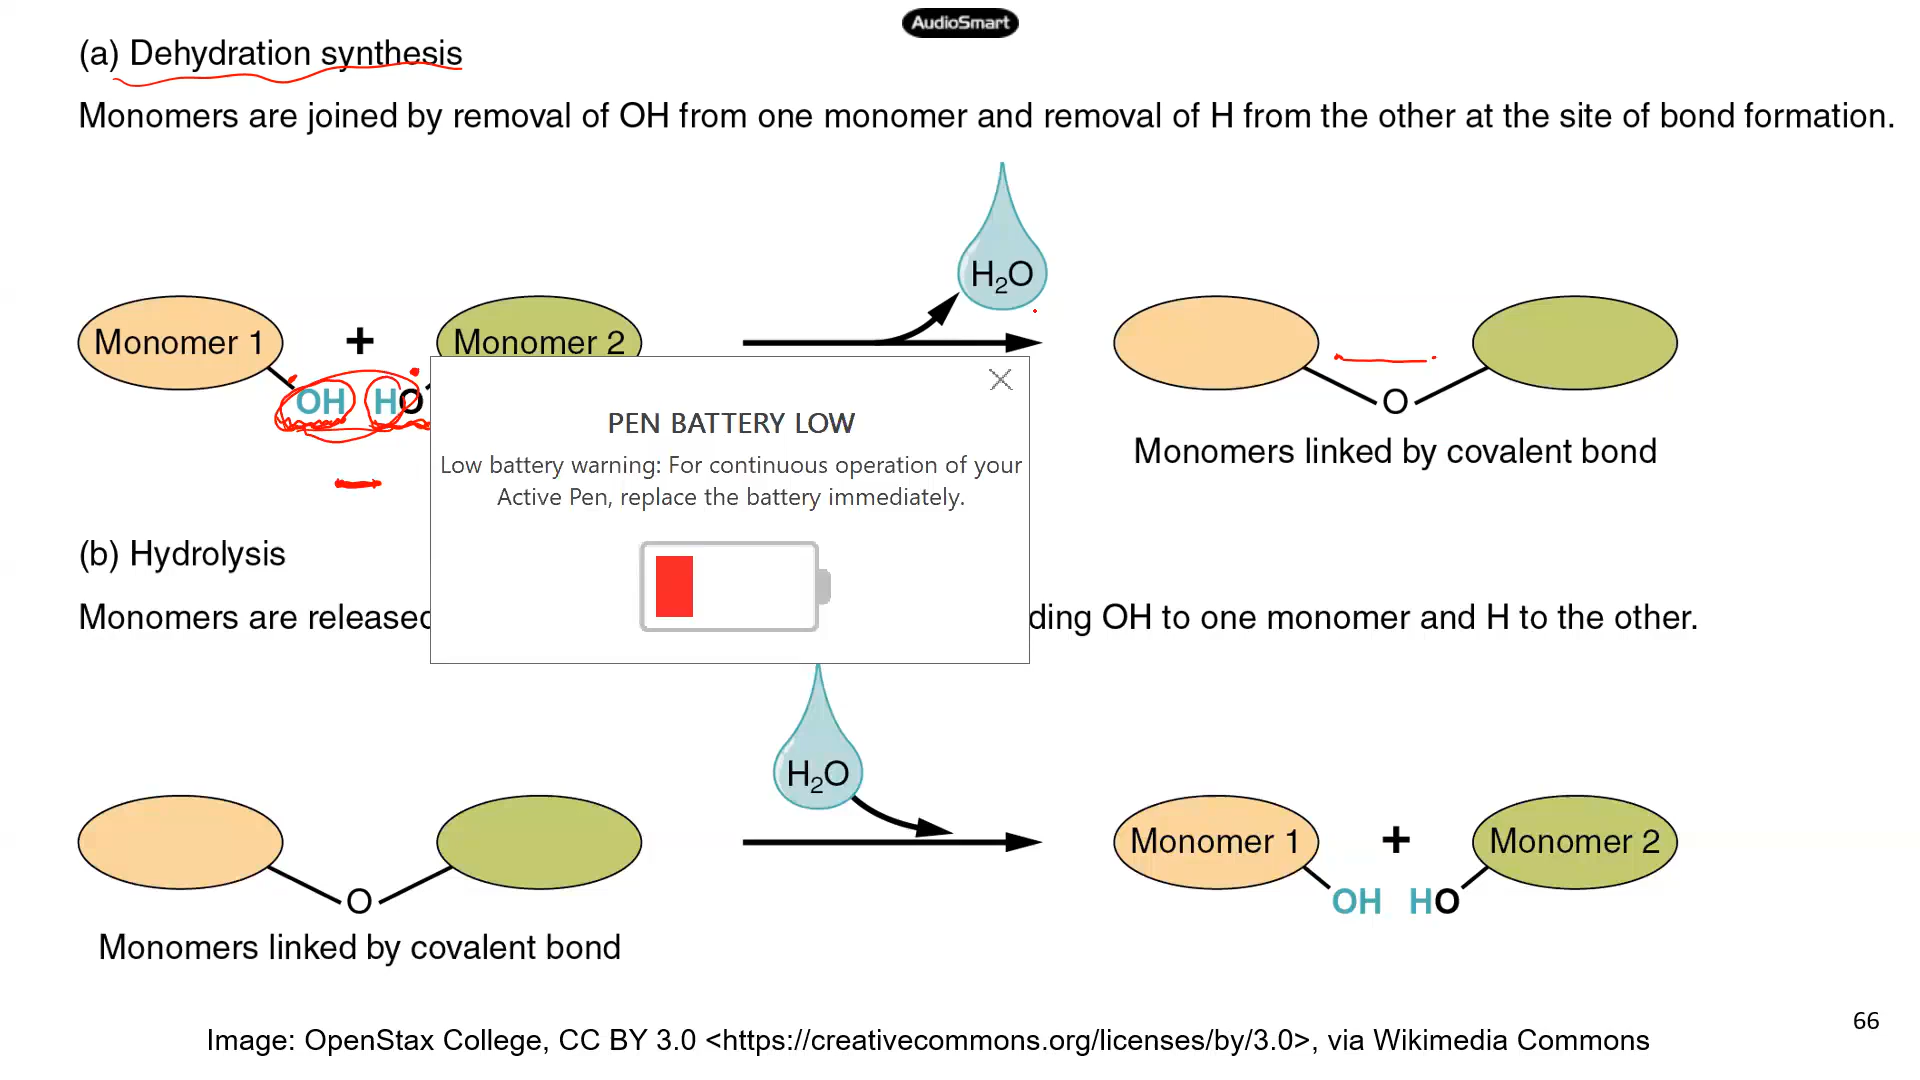 AudioSmart
(a) Dehydration synthesis
Monomers are joined by removal of OH from one monomer and removal of H from the other at the site of bond formation.
H₂O
Monomer 1 + Monomer 2
OH HO
O
Monomers linked by covalent bond
PEN BATTERY LOW
Low battery warning: For continuous operation of your
Active Pen, replace the battery immediately.
(b) Hydrolysis
Monomers are released ding OH to one monomer and H to the other.
H₂O
O
Monomers linked by covalent bond
Monomer 1 + Monomer 2
OH HO
66
Image: OpenStax College, CC BY 3.0 <https://creativecommons.org/licenses/by/3.0>, via Wikimedia Commons